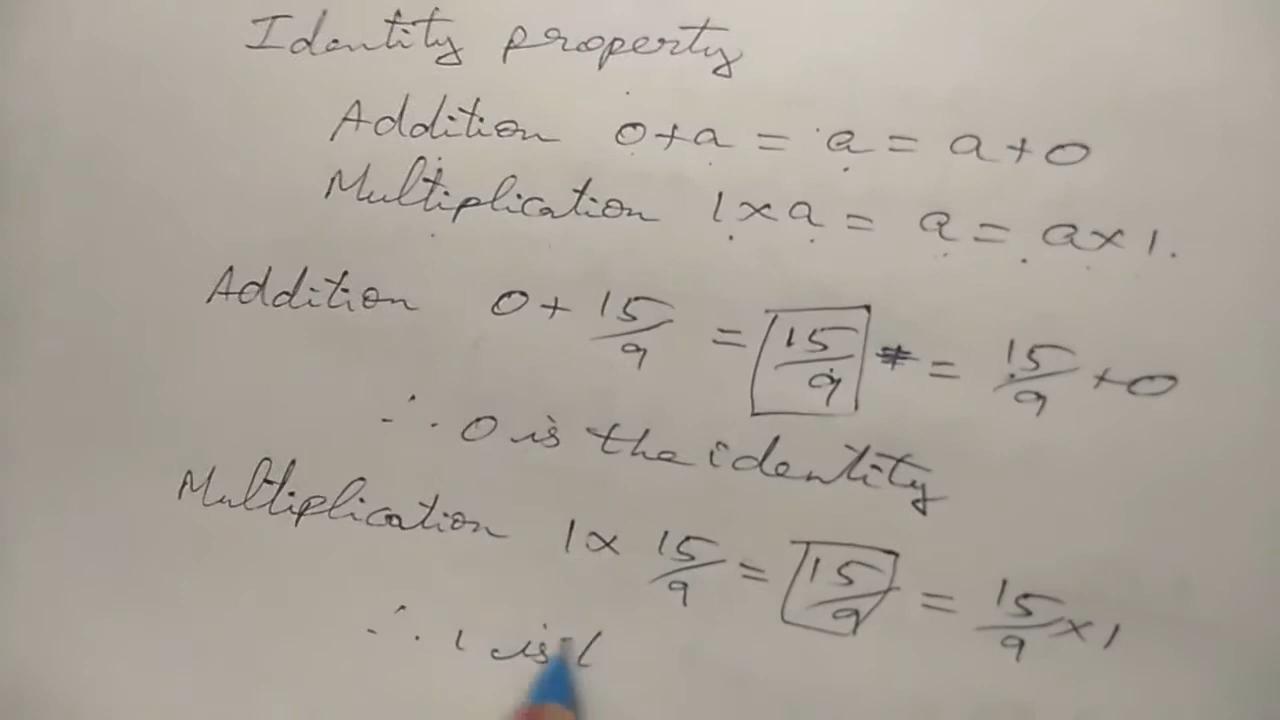 Identity property
Addition 0+a = a = a+0
Multiplication 1×a = a = a×1.
Addition 0+15/9 = 15/9 = 15/9+0
∴ 0 is the identity
Multiplication 1×15/9 = 15/9 = 15/9×1
∴ 1 is